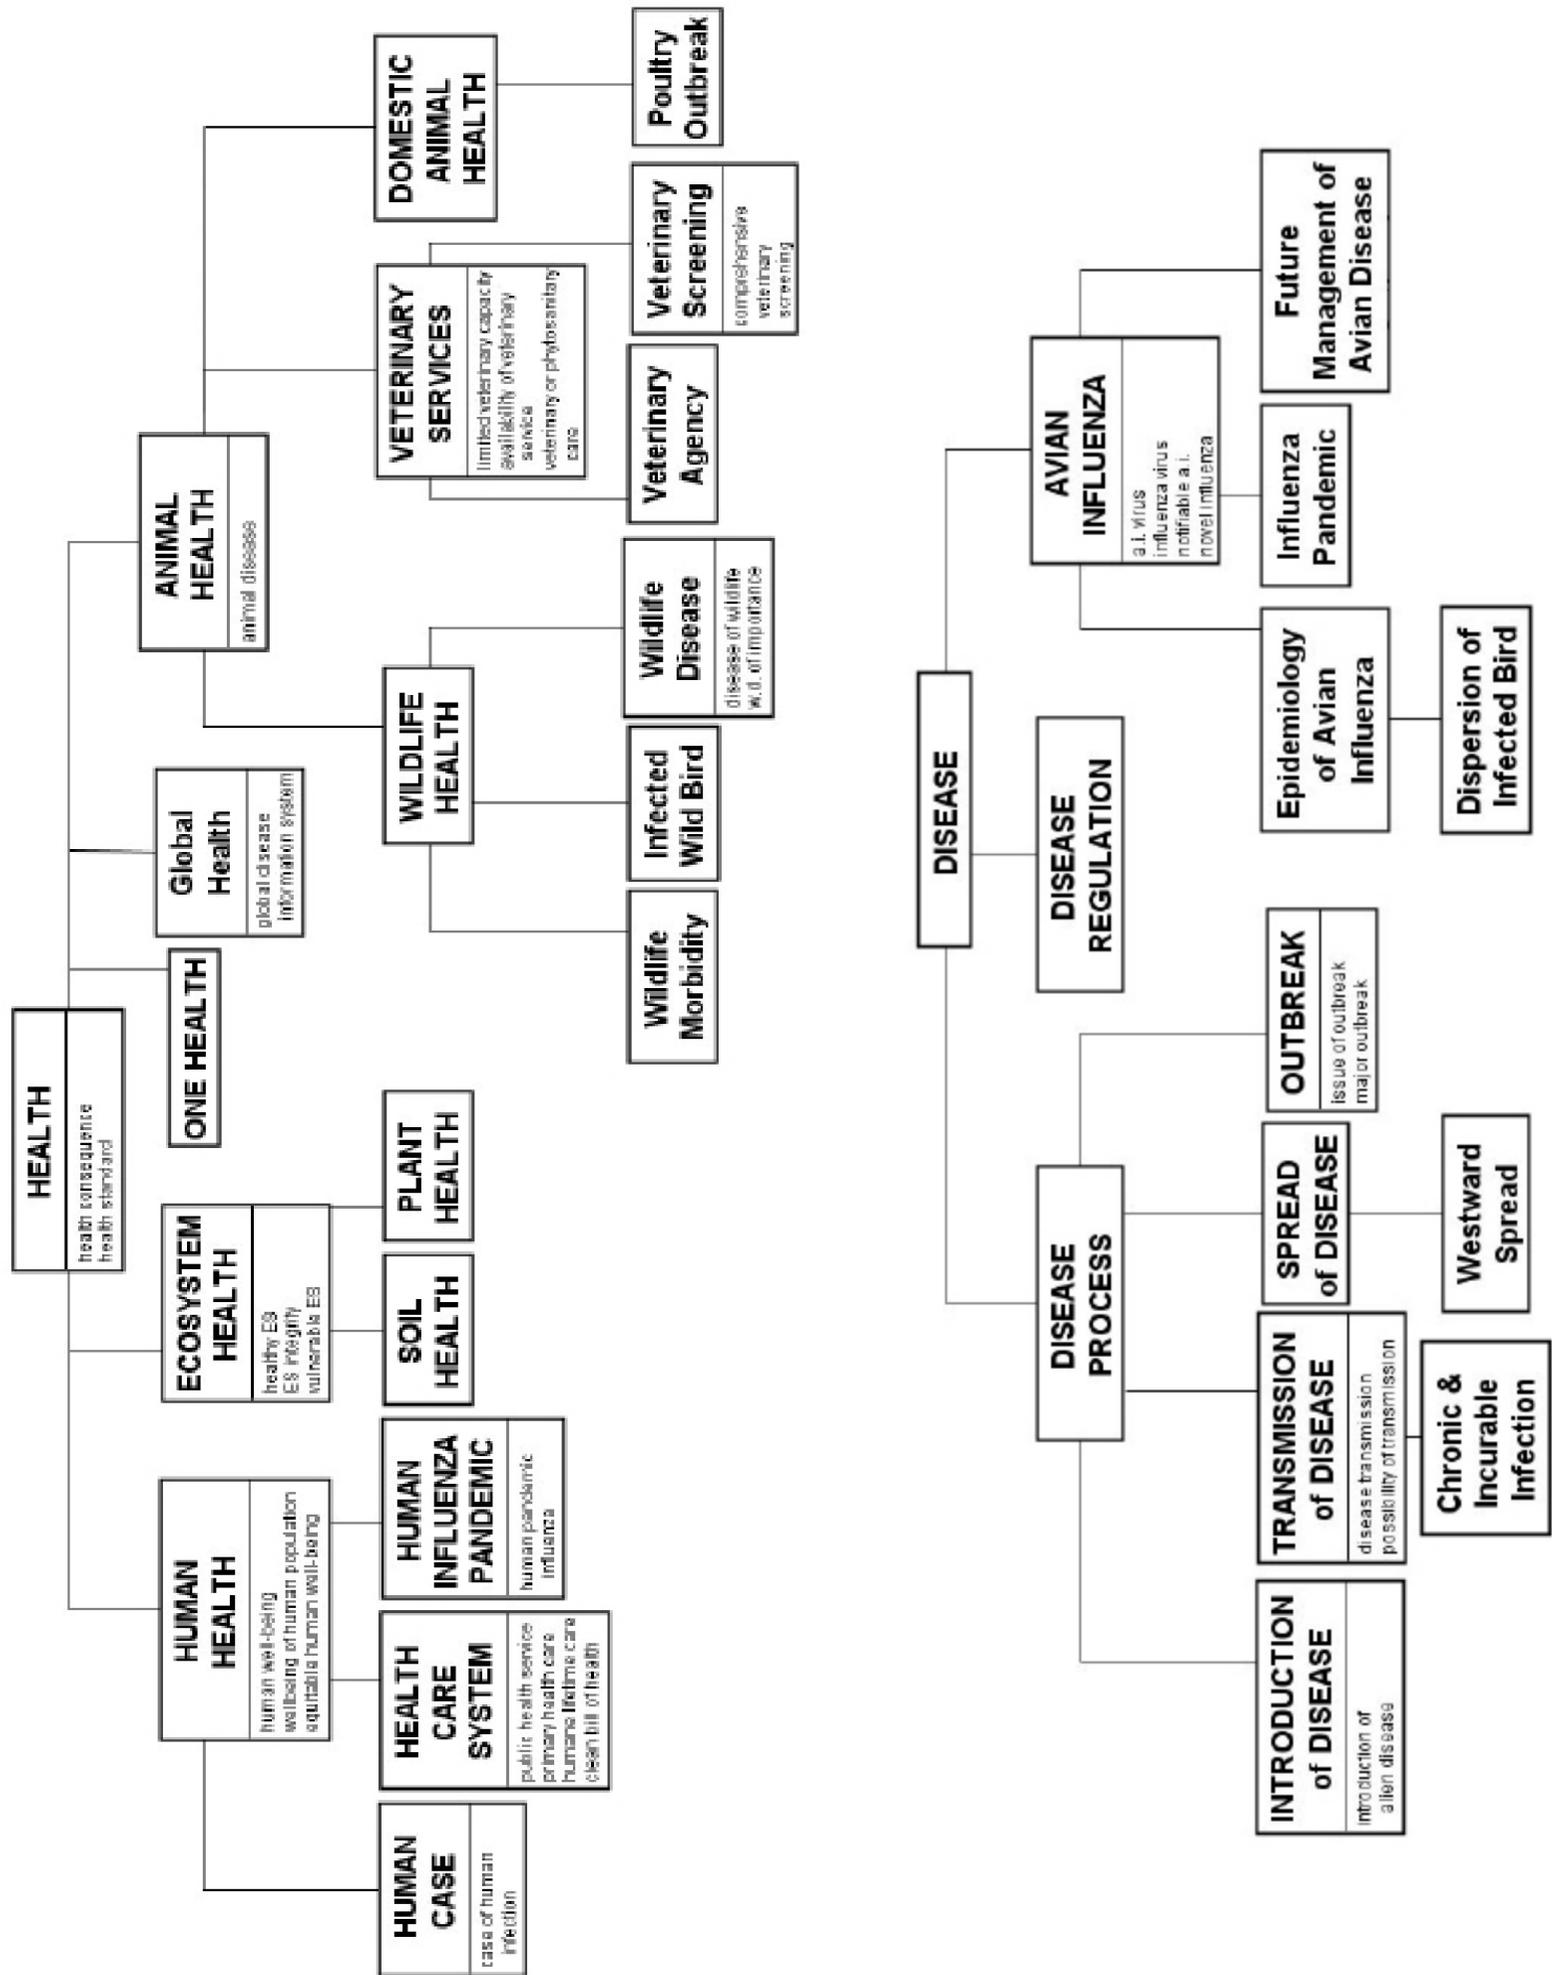 HEALTH
health consequence
health standard
HUMAN
HEALTH
human well-being
wellbeing of human population
equitable human well-being
ECOSYSTEM
HEALTH
healthy ES
ES integrity
vulnerable ES
ONE HEALTH
Global
Health
global disease
information system
ANIMAL
HEALTH
animal disease
HUMAN
CASE
case of human
infection
HEALTH
CARE
SYSTEM
public health service
primary health care
humane lifetime care
clean bill of health
HUMAN
INFLUENZA
PANDEMIC
human pandemic
influenza
SOIL
HEALTH
PLANT
HEALTH
WILDLIFE
HEALTH
VETERINARY
SERVICES
limited veterinary capacity
availability of veterinary
service
veterinary or phytosanitary
care
DOMESTIC
ANIMAL
HEALTH
Wildlife
Morbidity
Infected
Wild Bird
Wildlife
Disease
disease of wildlife
w.d. of importance
Veterinary
Agency
Veterinary
Screening
comprehensive
veterinary
screening
Poultry
Outbreak
DISEASE
DISEASE
PROCESS
DISEASE
REGULATION
AVIAN
INFLUENZA
a.i. virus
influenza virus
notifiable a.i.
novel influenza
INTRODUCTION
of DISEASE
introduction of
alien disease
TRANSMISSION
of DISEASE
disease transmission
possibility of transmission
SPREAD
of DISEASE
OUTBREAK
issue of outbreak
major outbreak
Epidemiology
of Avian
Influenza
Influenza
Pandemic
Future
Management of
Avian Disease
Chronic &
Incurable
Infection
Westward
Spread
Dispersion of
Infected Bird